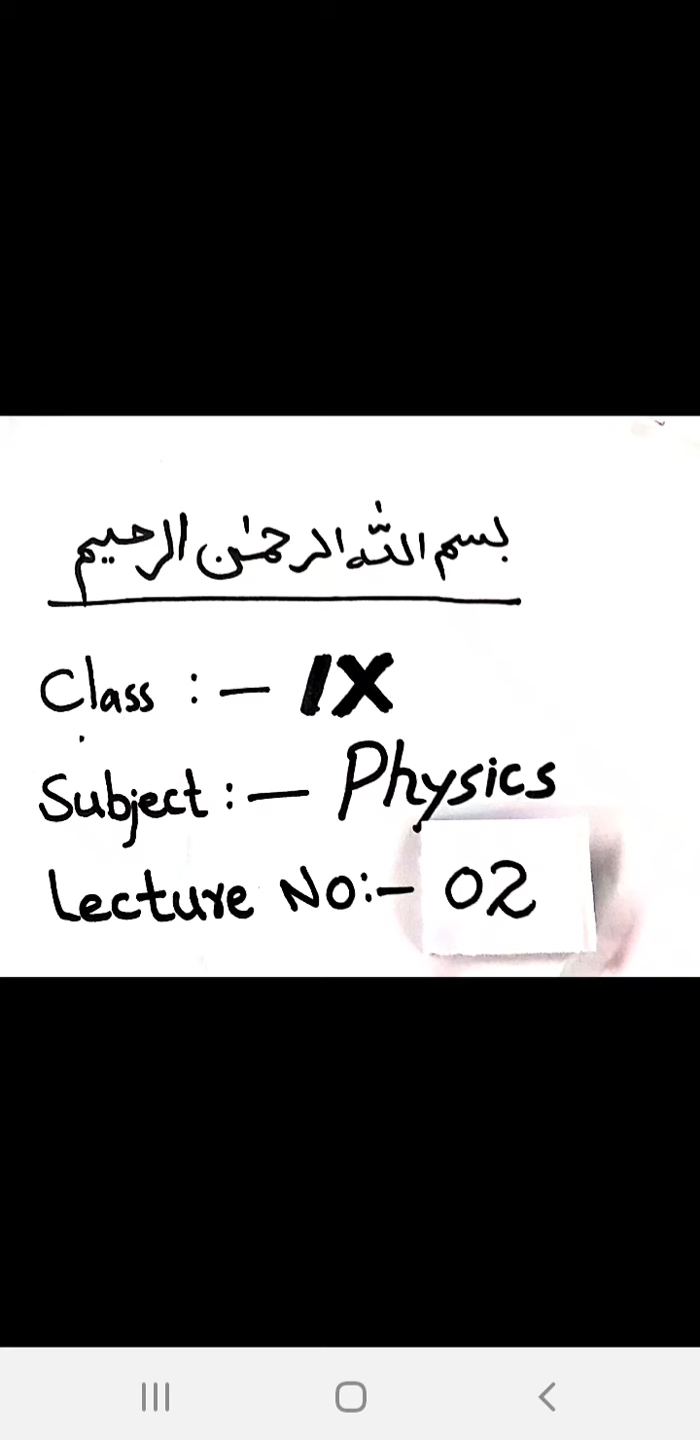 بسم اللہ الرحمٰن الرحیم
Class :- IX
Subject :- Physics
Lecture No:- 02